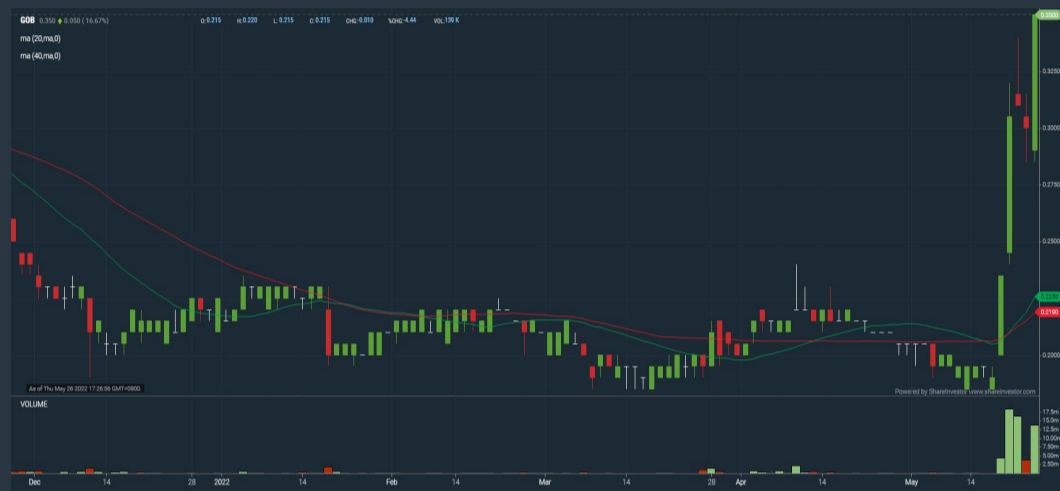 GOB 0.350 0.050 ( 16.67%) O: 0.215 H: 0.220 L: 0.215 C: 0.215 CHG: -0.010 %CHG: -4.44 VOL: 139 K
ma (20,ma,0)
ma (40,ma,0)
0.3500
0.3250
0.3000
0.2750
0.2500
0.2190
0.2000
As of Thu May 26 2022 17:28:56 GMT+0800,
Powered by ShareInvestor www.shareinvestor.com
VOLUME
17.5m
15.0m
12.5m
10.00m
7.50m
5.00m
2.50m
Dec 14 28 2022 14 Feb 14 Mar 14 28 Apr 14 May 14